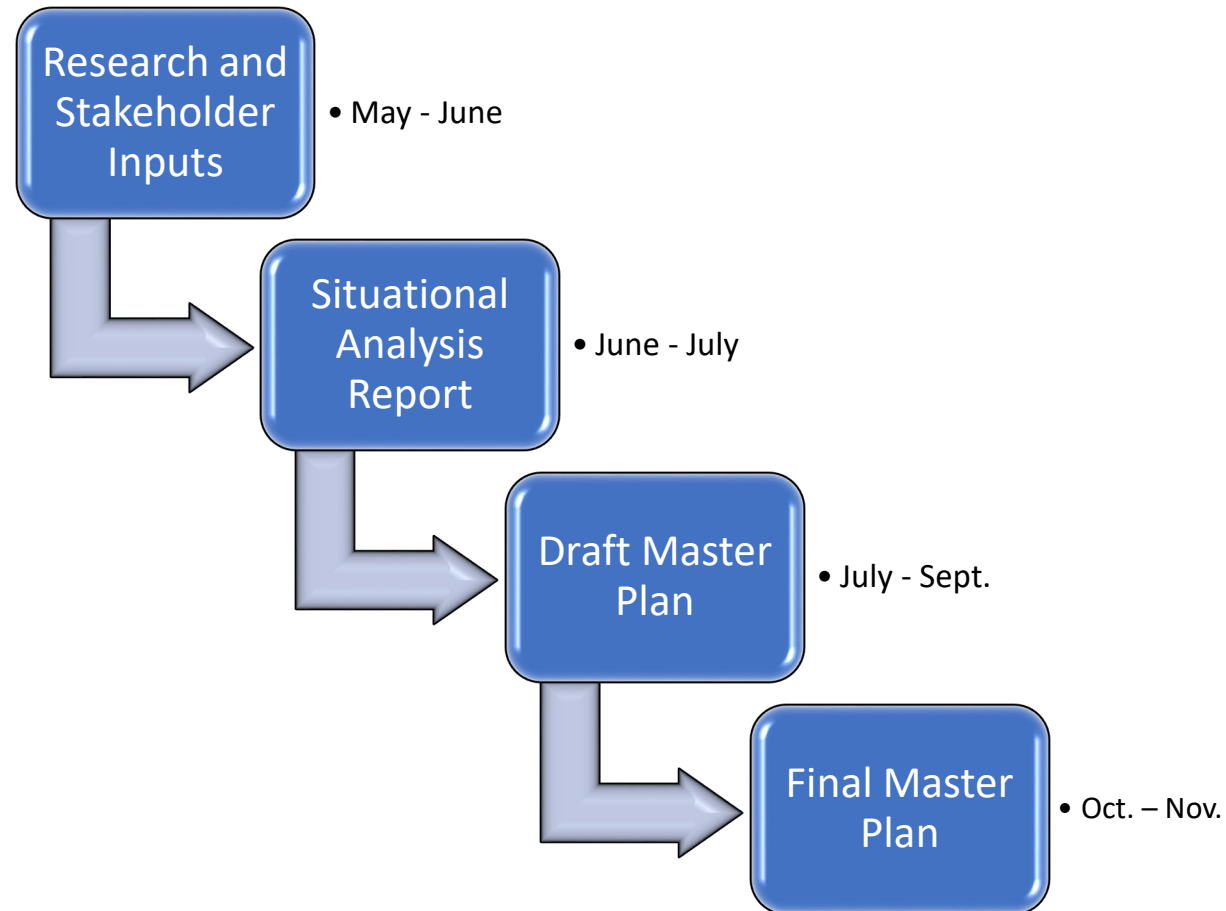 Research and
Stakeholder
Inputs
• May - June
Situational
Analysis
Report
• June - July
Draft Master
Plan
• July - Sept.
Final Master
Plan
• Oct. – Nov.